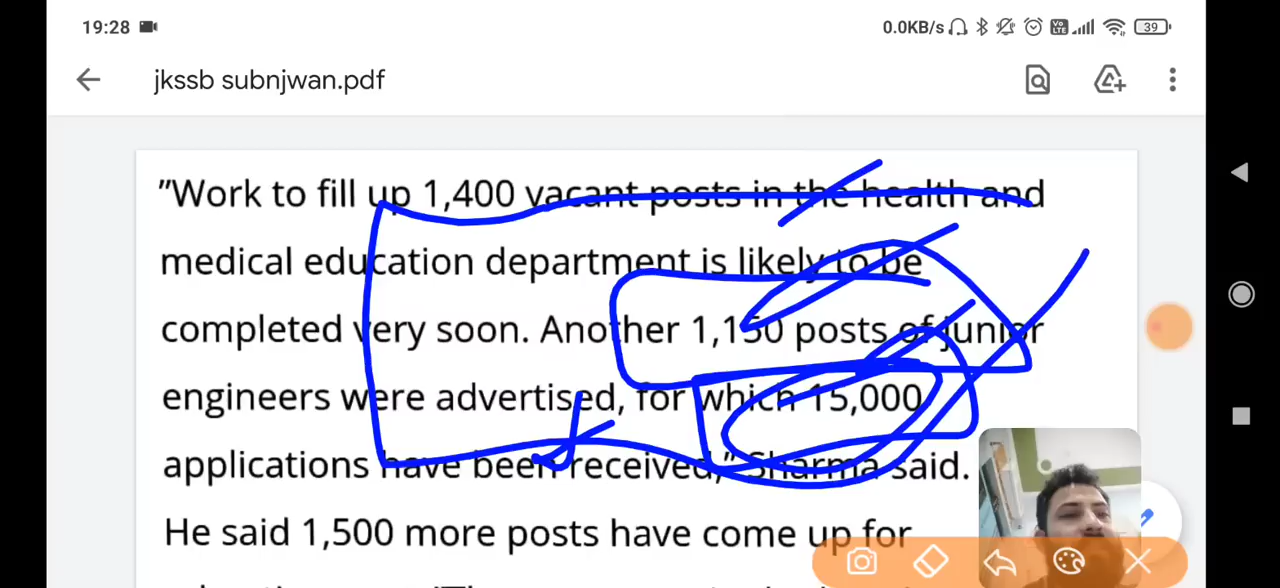 19:28 0.0KB/s Vo LTE 39
jkssb subnjwan.pdf
"Work to fill up 1,400 vacant posts in the health and
medical education department is likely to be
completed very soon. Another 1,150 posts of junior
engineers were advertised, for which 15,000
applications have been received," Sharma said.
He said 1,500 more posts have come up for